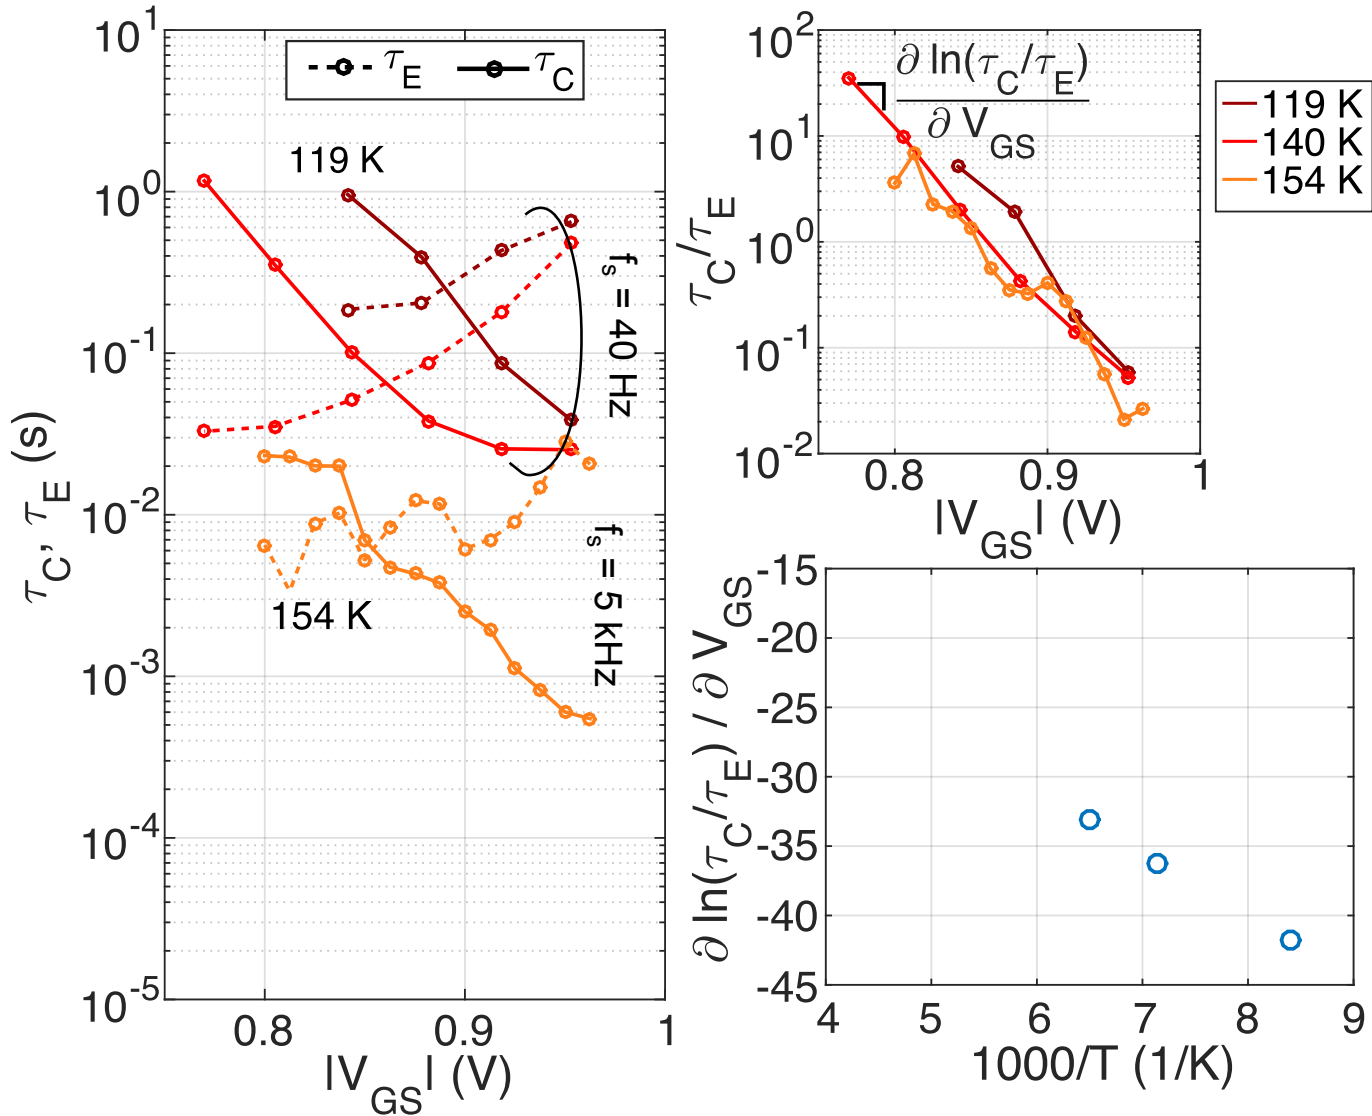 10^1
10^0
10^-1
10^-2
10^-3
10^-4
10^-5
τ_C, τ_E (s)
τ_E
τ_C
119 K
f_s = 40 Hz
f_s = 5 kHz
154 K
0.8
0.9
1
|V_GS| (V)
10^2
10^1
10^0
10^-1
10^-2
τ_C/τ_E
∂ ln(τ_C/τ_E)
∂ V_GS
0.8
0.9
1
|V_GS| (V)
119 K
140 K
154 K
-15
-20
-25
-30
-35
-40
-45
∂ ln(τ_C/τ_E) / ∂ V_GS
4
5
6
7
8
9
1000/T (1/K)